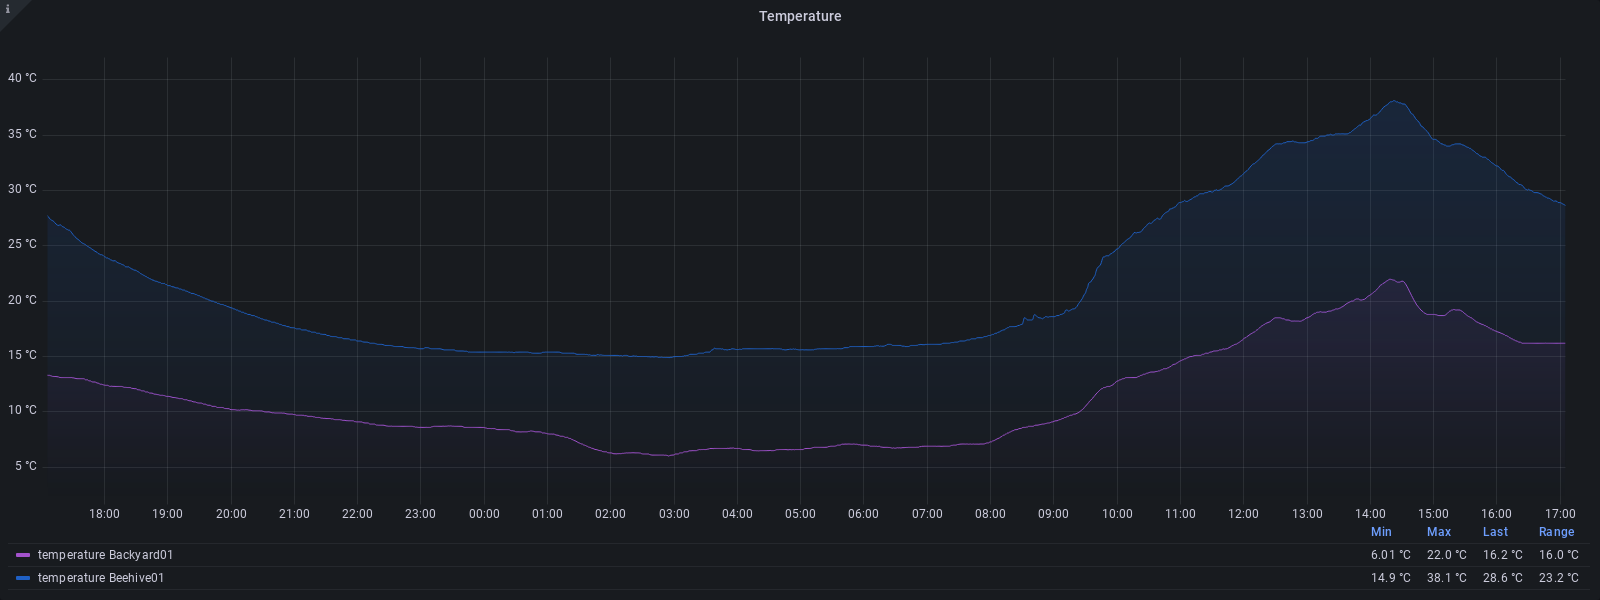 i
Temperature
40 °C
35 °C
30 °C
25 °C
20 °C
15 °C
10 °C
5 °C
18:00 19:00 20:00 21:00 22:00 23:00 00:00 01:00 02:00 03:00 04:00 05:00 06:00 07:00 08:00 09:00 10:00 11:00 12:00 13:00 14:00 15:00 16:00 17:00
Min Max Last Range
temperature Backyard01 6.01 °C 22.0 °C 16.2 °C 16.0 °C
temperature Beehive01 14.9 °C 38.1 °C 28.6 °C 23.2 °C